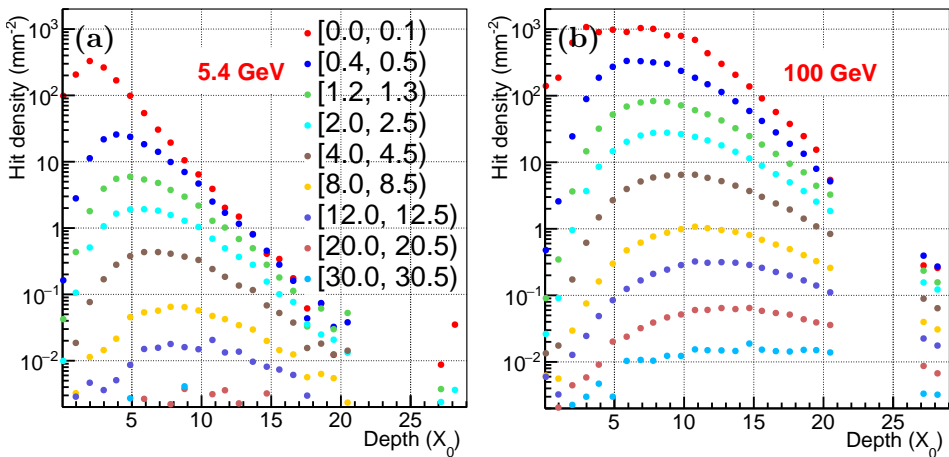 (a)
5.4 GeV
Hit density (mm⁻²)
10³
10²
10
1
10⁻¹
10⁻²
[0.0, 0.1)
[0.4, 0.5)
[1.2, 1.3)
[2.0, 2.5)
[4.0, 4.5)
[8.0, 8.5)
[12.0, 12.5)
[20.0, 20.5)
[30.0, 30.5)
0 5 10 15 20 25
Depth (X₀)
(b)
100 GeV
Hit density (mm⁻²)
10³
10²
10
1
10⁻¹
10⁻²
0 5 10 15 20 25
Depth (X₀)